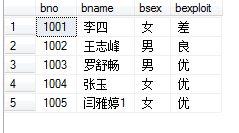 bno bname bsex bexploit
1 1001 李四 女 差
2 1002 王志峰 男 良
3 1003 罗舒畅 男 优
4 1004 张玉 女 优
5 1005 闫雅婷1 女 优